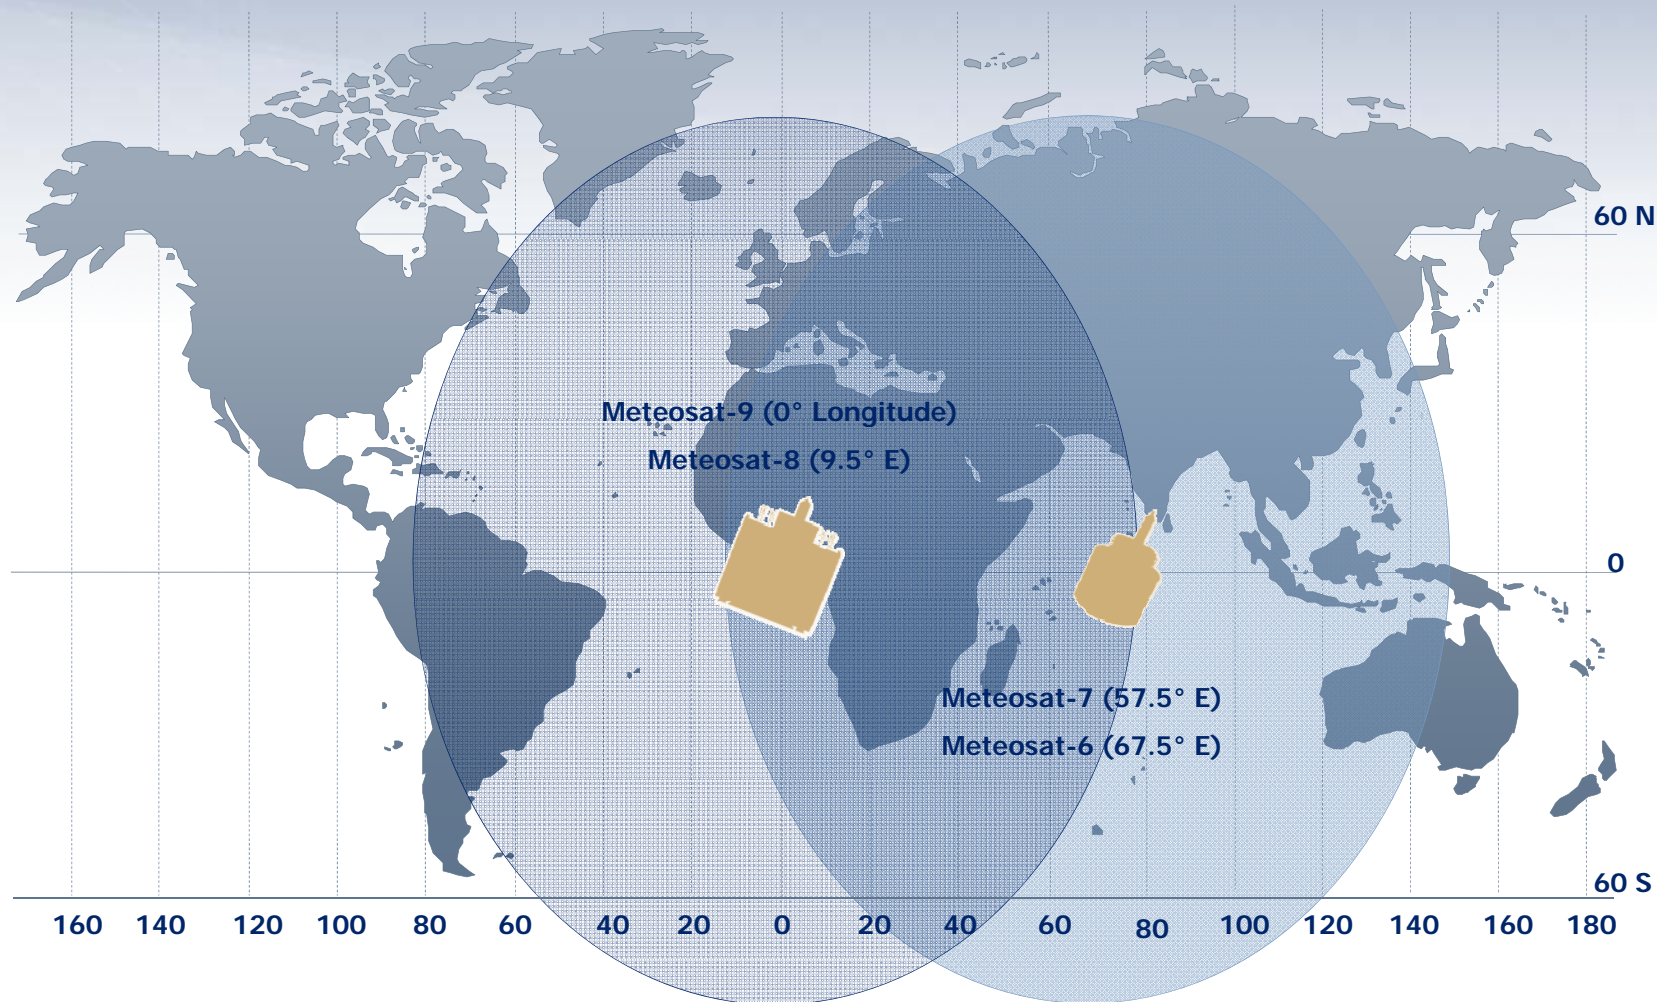 60 N
Meteosat-9 (0° Longitude)
Meteosat-8 (9.5° E)
0
Meteosat-7 (57.5° E)
Meteosat-6 (67.5° E)
60 S
160 140 120 100 80 60 40 20 0 20 40 60 80 100 120 140 160 180